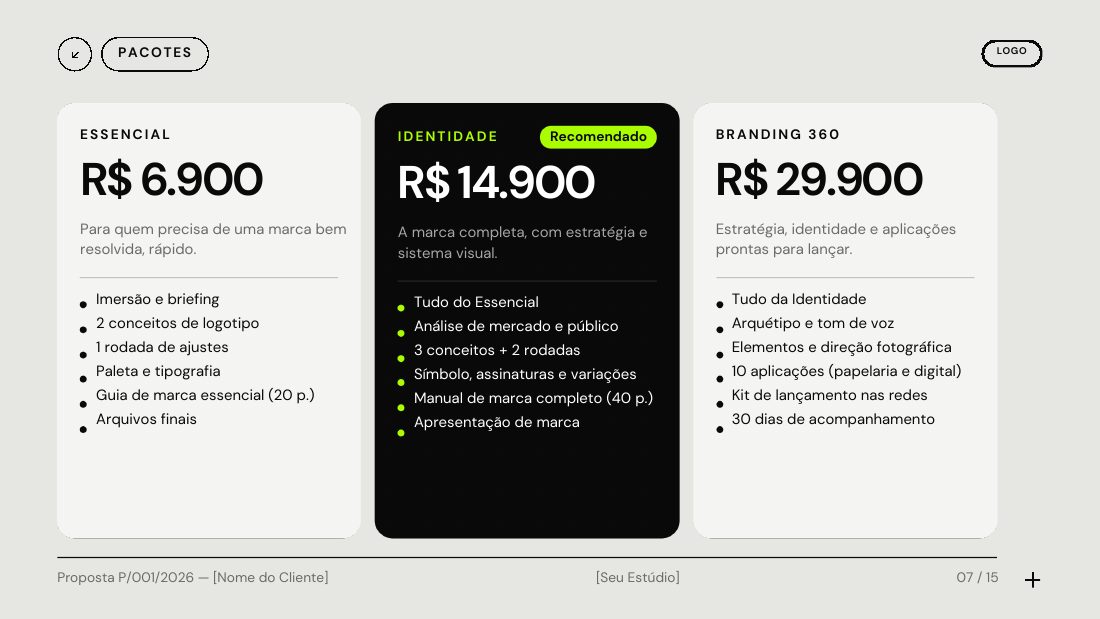 PACOTES
LOGO
ESSENCIAL
R$ 6.900
Para quem precisa de uma marca bem
resolvida, rápido.
Imersão e briefing
2 conceitos de logotipo
1 rodada de ajustes
Paleta e tipografia
Guia de marca essencial (20 p.)
Arquivos finais
IDENTIDADE
Recomendado
R$ 14.900
A marca completa, com estratégia e
sistema visual.
Tudo do Essencial
Análise de mercado e público
3 conceitos + 2 rodadas
Símbolo, assinaturas e variações
Manual de marca completo (40 p.)
Apresentação de marca
BRANDING 360
R$ 29.900
Estratégia, identidade e aplicações
prontas para lançar.
Tudo da Identidade
Arquétipo e tom de voz
Elementos e direção fotográfica
10 aplicações (papelaria e digital)
Kit de lançamento nas redes
30 dias de acompanhamento
Proposta P/001/2026 — [Nome do Cliente]
[Seu Estúdio]
07 / 15